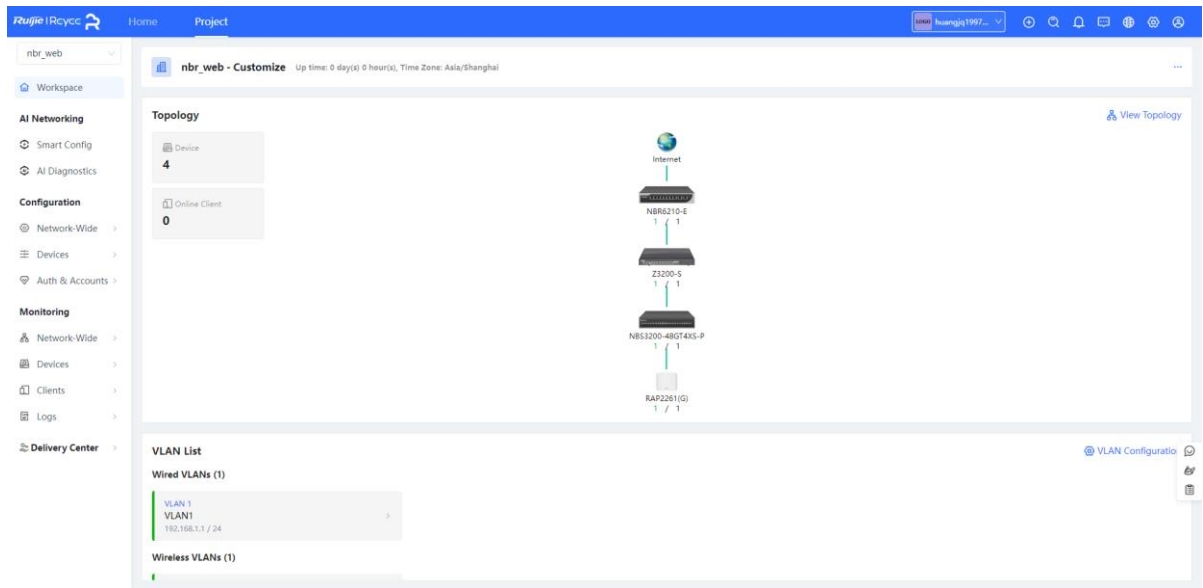 Ruijie | Rcycc
Home
Project
LOGO huangjq1997...
nbr_web
Workspace
AI Networking
Smart Config
AI Diagnostics
Configuration
Network-Wide
Devices
Auth & Accounts
Monitoring
Network-Wide
Devices
Clients
Logs
Delivery Center
nbr_web - Customize Up time: 0 day(s) 0 hour(s), Time Zone: Asia/Shanghai
...
Topology
View Topology
Device
4
Online Client
0
Internet
NBR6210-E
1 / 1
Z3200-S
1 / 1
NBS3200-48GT4XS-P
1 / 1
RAP2261(G)
1 / 1
VLAN List
VLAN Configuratio
Wired VLANs (1)
VLAN 1
VLAN1
192.168.1.1 / 24
Wireless VLANs (1)